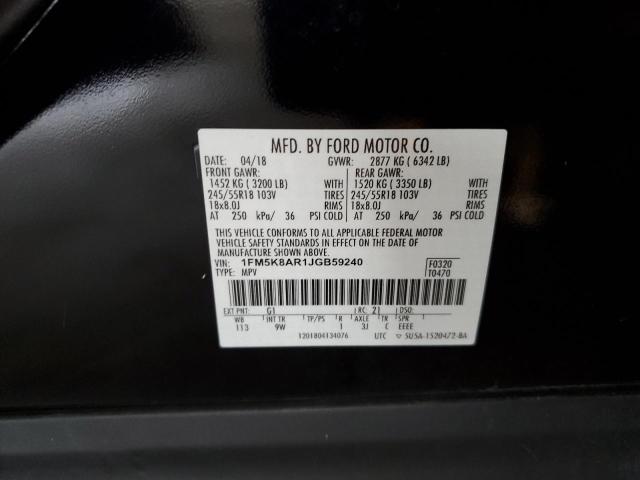 MFD. BY FORD MOTOR CO.
DATE: 04/18 GVWR: 2877 KG ( 6342 LB)
FRONT GAWR: REAR GAWR:
1452 KG ( 3200 LB) WITH 1520 KG ( 3350 LB) WITH
245/55R18 103V TIRES 245/55R18 103V TIRES
18x8.0J RIMS 18x8.0J RIMS
AT 250 kPa/ 36 PSI COLD AT 250 kPa/ 36 PSI COLD
THIS VEHICLE CONFORMS TO ALL APPLICABLE FEDERAL MOTOR
VEHICLE SAFETY STANDARDS IN EFFECT ON THE DATE OF
MANUFACTURE SHOWN ABOVE.
VIN: 1FM5K8AR1JGB59240 F0320
TYPE: MPV T0470
EXT PNT: G1 RC: 21 DSO:
WB INT TR TP/PS R AXLE TR SPR
113 9W 1 3J C EEEE
1201804134076 UTC ▽ 5U5A-1520472-BA